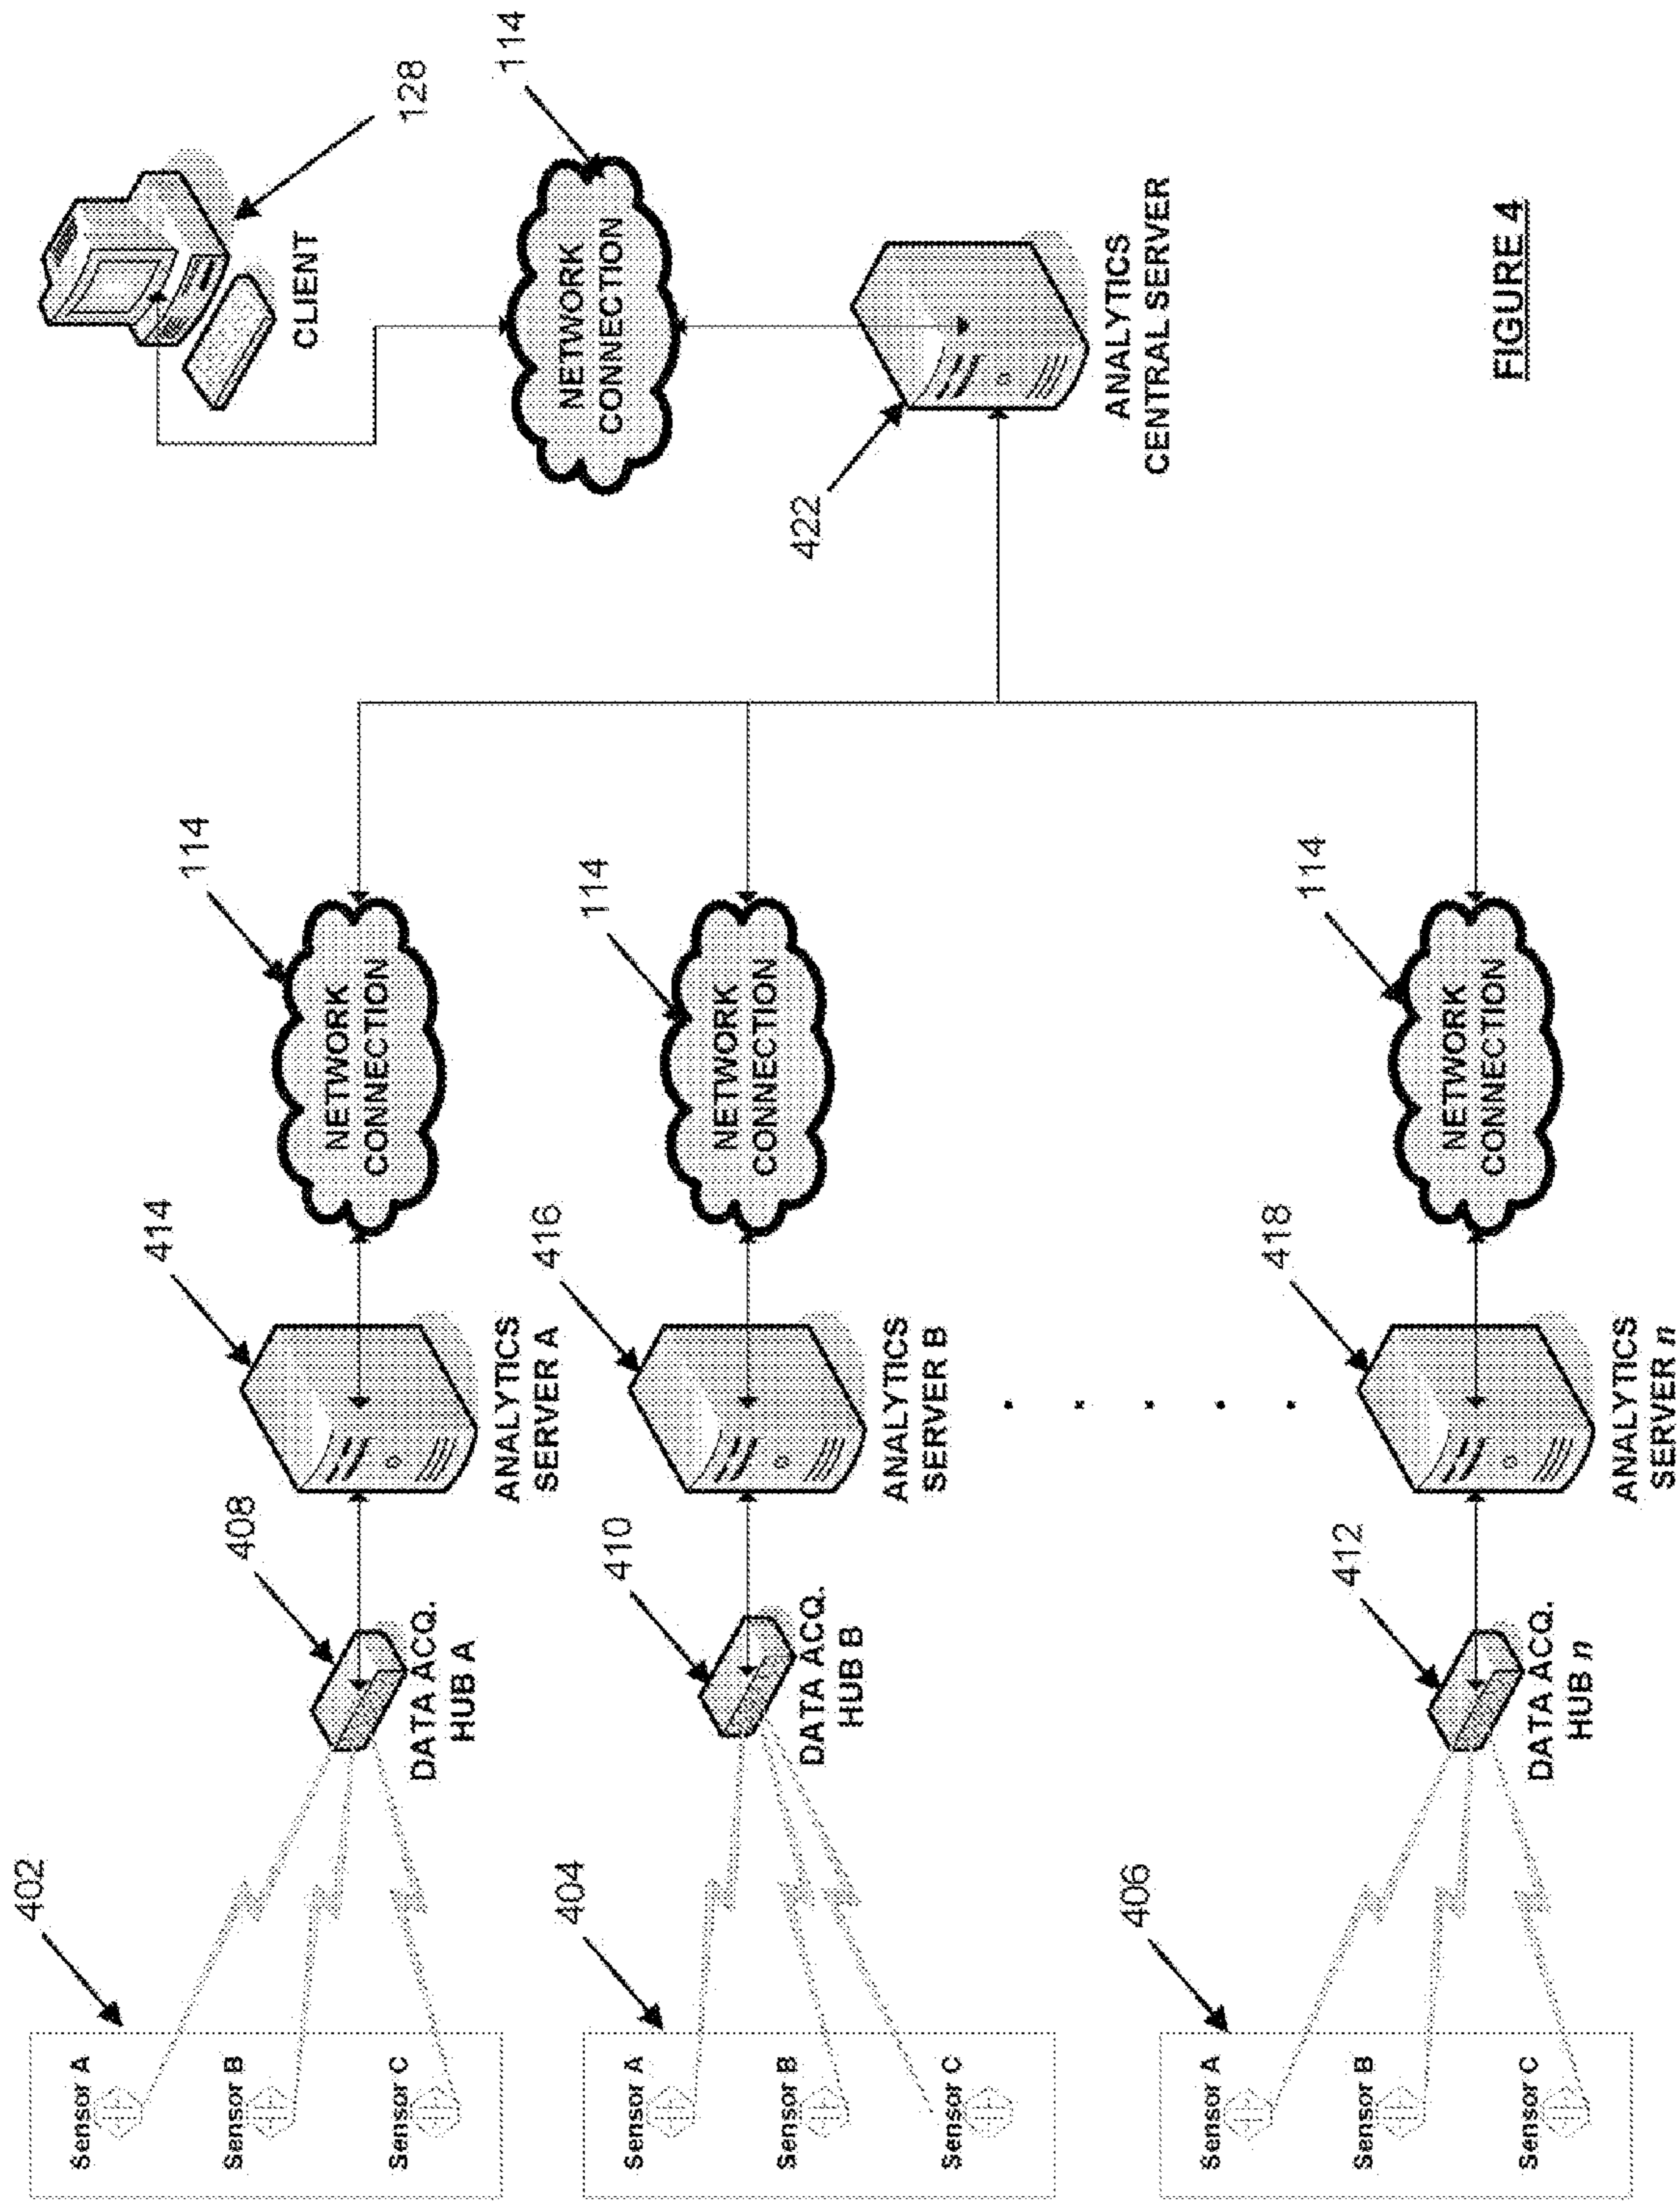 402
Sensor A
Sensor B
Sensor C
408
DATA ACQ.
HUB A
414
ANALYTICS
SERVER A
114
NETWORK
CONNECTION
404
Sensor A
Sensor B
Sensor C
410
DATA ACQ.
HUB B
416
ANALYTICS
SERVER B
114
NETWORK
CONNECTION
406
Sensor A
Sensor B
Sensor C
412
DATA ACQ.
HUB n
418
ANALYTICS
SERVER n
114
NETWORK
CONNECTION
128
CLIENT
114
NETWORK
CONNECTION
422
ANALYTICS
CENTRAL SERVER
FIGURE 4